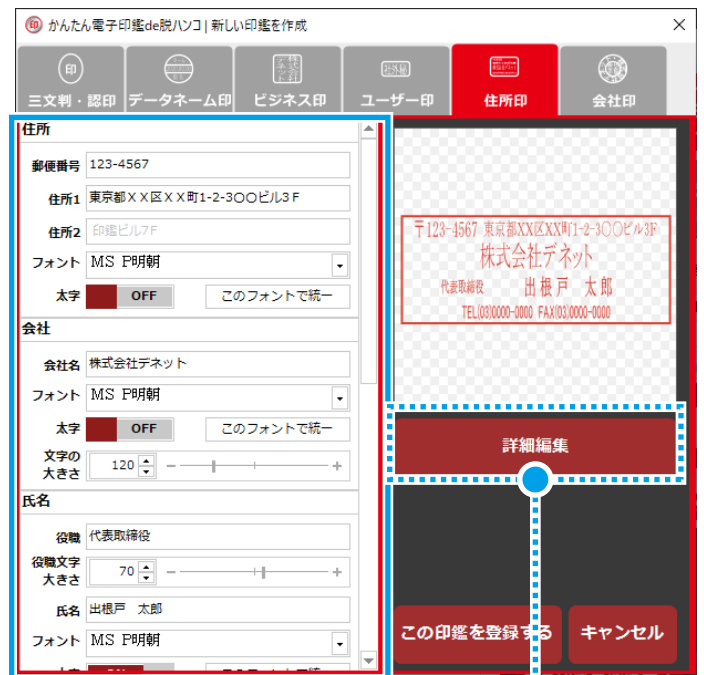 かんたん電子印鑑de脱ハンコ | 新しい印鑑を作成
三文判・認印 データネーム印 ビジネス印 ユーザー印 住所印 会社印
住所
郵便番号 123-4567
住所1 東京都ⅩⅩ区ⅩⅩ町1-2-3〇〇ビル3F
住所2 印鑑ビル7F
フォント MS P明朝
太字 OFF このフォントで統一
会社
会社名 株式会社デネット
フォント MS P明朝
太字 OFF このフォントで統一
文字の
大きさ 120
氏名
役職 代表取締役
役職文字
大きさ 70
氏名 出根戸 太郎
フォント MS P明朝
〒123-4567 東京都XX区XX町1-2-3〇〇ビル3F
株式会社デネット
代表取締役 出根戸 太郎
TEL(03)0000-0000 FAX(03)0000-0000
詳細編集
この印鑑を登録する キャンセル